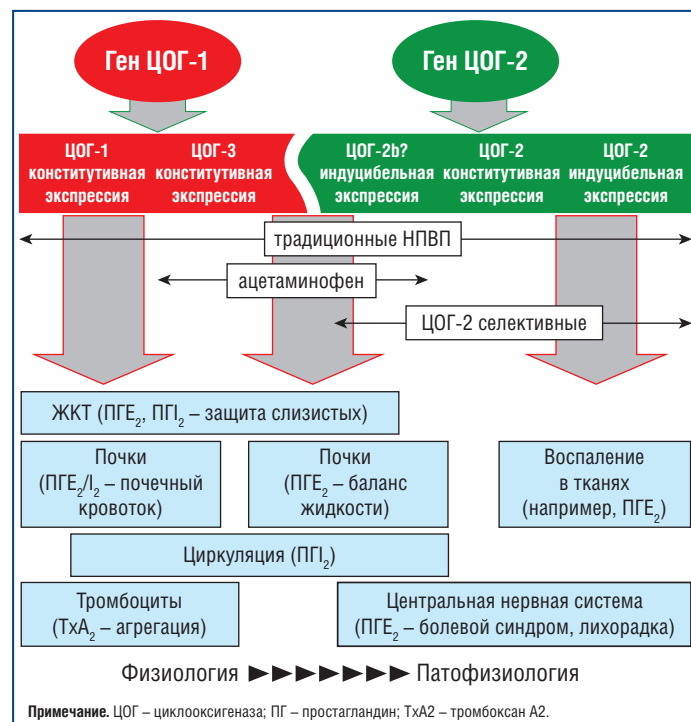 Ген ЦОГ-1
Ген ЦОГ-2
ЦОГ-1
конститутивная
экспрессия
ЦОГ-3
конститутивная
экспрессия
ЦОГ-2b?
индуцибельная
экспрессия
ЦОГ-2
конститутивная
экспрессия
ЦОГ-2
индуцибельная
экспрессия
традиционные НПВП
ацетаминофен
ЦОГ-2 селективные
ЖКТ (ПГЕ₂, ПГI₂ – защита слизистых)
Почки
(ПГЕ₂/I₂ – почечный
кровоток)
Почки
(ПГЕ₂ – баланс
жидкости)
Воспаление
в тканях
(например, ПГЕ₂)
Циркуляция (ПГI₂)
Тромбоциты
(TxA₂ – агрегация)
Центральная нервная система
(ПГЕ₂ – болевой синдром, лихорадка)
Физиология ►►►►►►► Патофизиология
Примечание. ЦОГ – циклооксигеназа; ПГ – простагландин; TxA2 – тромбоксан А2.